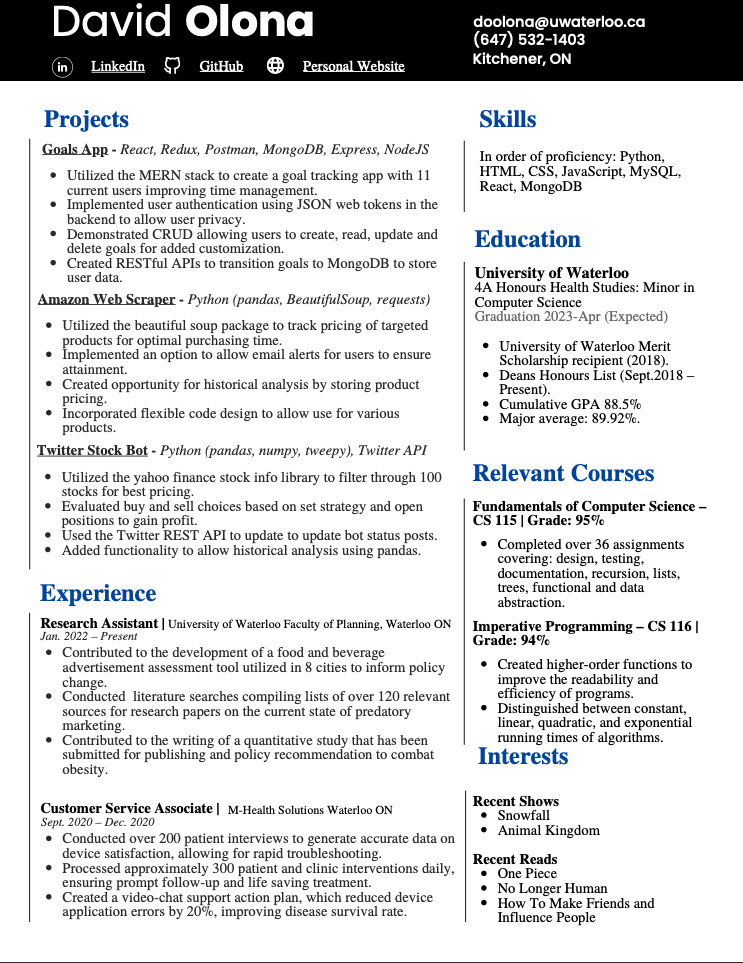 David Olona
LinkedIn GitHub Personal Website
doolona@uwaterloo.ca
(647) 532-1403
Kitchener, ON
Projects
Goals App - React, Redux, Postman, MongoDB, Express, NodeJS
• Utilized the MERN stack to create a goal tracking app with 11
current users improving time management.
• Implemented user authentication using JSON web tokens in the
backend to allow user privacy.
• Demonstrated CRUD allowing users to create, read, update and
delete goals for added customization.
• Created RESTful APIs to transition goals to MongoDB to store
user data.
Amazon Web Scraper - Python (pandas, BeautifulSoup, requests)
• Utilized the beautiful soup package to track pricing of targeted
products for optimal purchasing time.
• Implemented an option to allow email alerts for users to ensure
attainment.
• Created opportunity for historical analysis by storing product
pricing.
• Incorporated flexible code design to allow use for various
products.
Twitter Stock Bot - Python (pandas, numpy, tweepy), Twitter API
• Utilized the yahoo finance stock info library to filter through 100
stocks for best pricing.
• Evaluated buy and sell choices based on set strategy and open
positions to gain profit.
• Used the Twitter REST API to update to update bot status posts.
• Added functionality to allow historical analysis using pandas.
Experience
Research Assistant | University of Waterloo Faculty of Planning, Waterloo ON
Jan. 2022 – Present
• Contributed to the development of a food and beverage
advertisement assessment tool utilized in 8 cities to inform policy
change.
• Conducted literature searches compiling lists of over 120 relevant
sources for research papers on the current state of predatory
marketing.
• Contributed to the writing of a quantitative study that has been
submitted for publishing and policy recommendation to combat
obesity.
Customer Service Associate | M-Health Solutions Waterloo ON
Sept. 2020 – Dec. 2020
• Conducted over 200 patient interviews to generate accurate data on
device satisfaction, allowing for rapid troubleshooting.
• Processed approximately 300 patient and clinic interventions daily,
ensuring prompt follow-up and life saving treatment.
• Created a video-chat support action plan, which reduced device
application errors by 20%, improving disease survival rate.
Skills
In order of proficiency: Python,
HTML, CSS, JavaScript, MySQL,
React, MongoDB
Education
University of Waterloo
4A Honours Health Studies: Minor in
Computer Science
Graduation 2023-Apr (Expected)
• University of Waterloo Merit
Scholarship recipient (2018).
• Deans Honours List (Sept.2018 –
Present).
• Cumulative GPA 88.5%
• Major average: 89.92%.
Relevant Courses
Fundamentals of Computer Science –
CS 115 | Grade: 95%
• Completed over 36 assignments
covering: design, testing,
documentation, recursion, lists,
trees, functional and data
abstraction.
Imperative Programming – CS 116 |
Grade: 94%
• Created higher-order functions to
improve the readability and
efficiency of programs.
• Distinguished between constant,
linear, quadratic, and exponential
running times of algorithms.
Interests
Recent Shows
• Snowfall
• Animal Kingdom
Recent Reads
• One Piece
• No Longer Human
• How To Make Friends and
Influence People